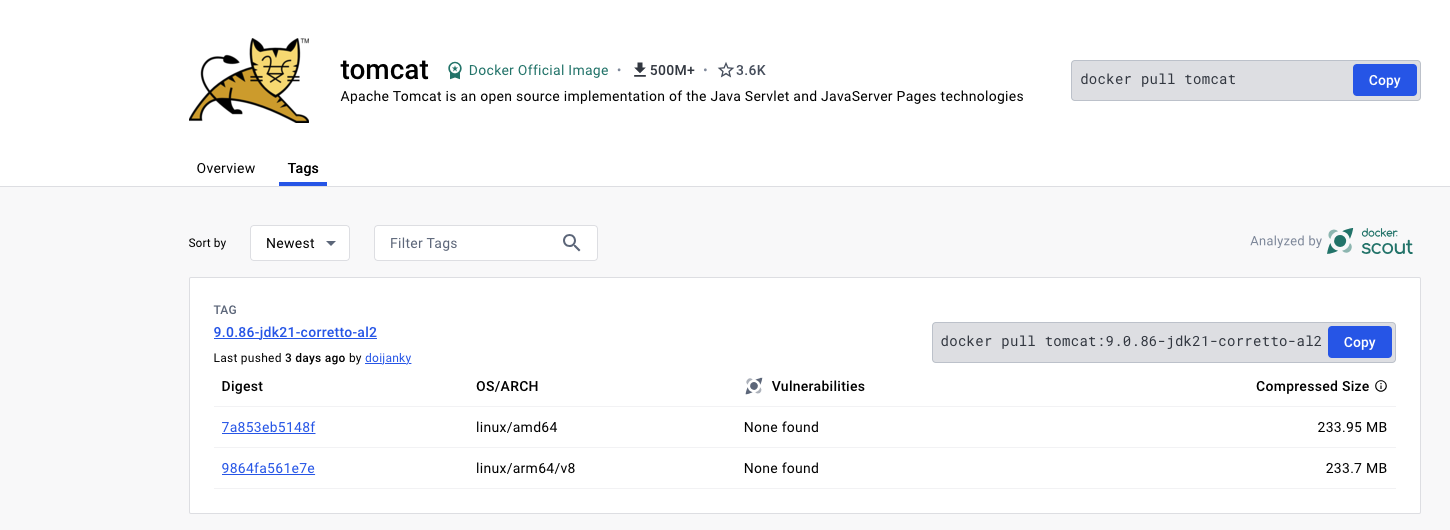 TM
tomcat Docker Official Image · 500M+ · 3.6K
Apache Tomcat is an open source implementation of the Java Servlet and JavaServer Pages technologies
docker pull tomcat Copy
Overview Tags
Sort by Newest Filter Tags
Analyzed by docker scout
TAG
9.0.86-jdk21-corretto-al2
Last pushed 3 days ago by doijanky
docker pull tomcat:9.0.86-jdk21-corretto-al2 Copy
Digest OS/ARCH Vulnerabilities Compressed Size
7a853eb5148f linux/amd64 None found 233.95 MB
9864fa561e7e linux/arm64/v8 None found 233.7 MB